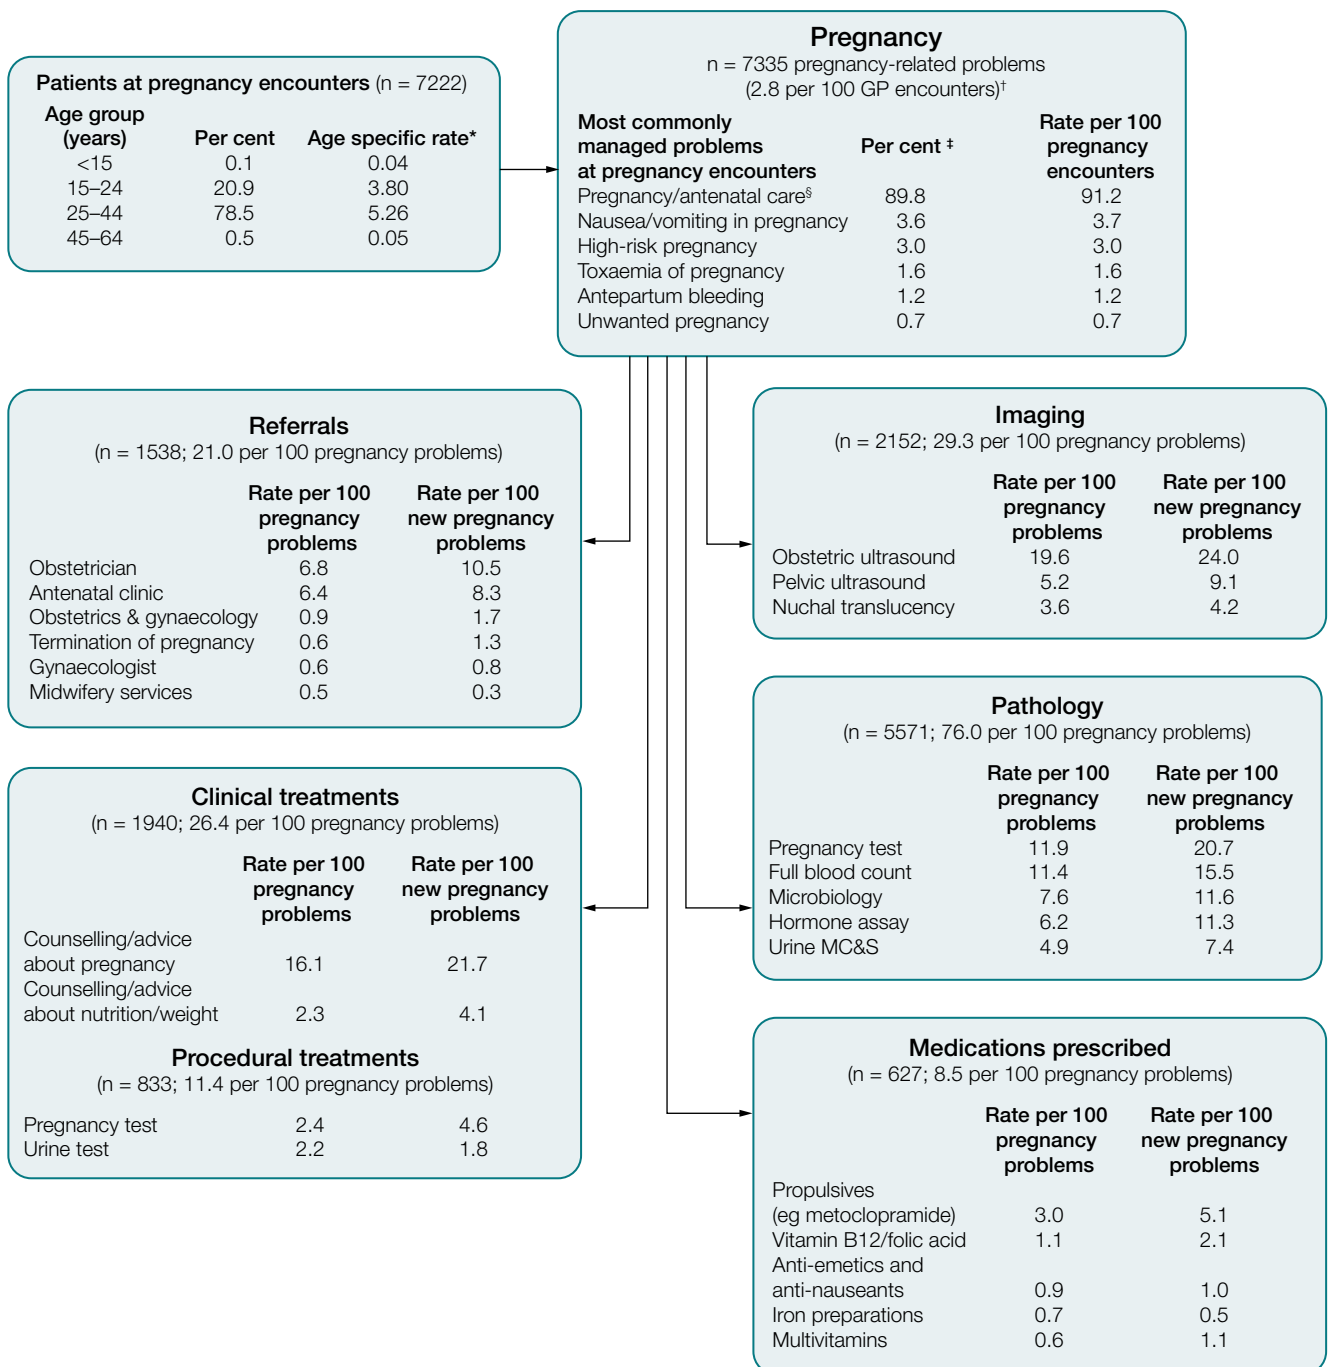 Patients at pregnancy encounters (n = 7222)
Age group
(years) Per cent Age specific rate*
<15 0.1 0.04
15–24 20.9 3.80
25–44 78.5 5.26
45–64 0.5 0.05
Pregnancy
n = 7335 pregnancy-related problems
(2.8 per 100 GP encounters)†
Most commonly
managed problems
at pregnancy encounters
Per cent ‡
Rate per 100
pregnancy
encounters
Pregnancy/antenatal care§ 89.8 91.2
Nausea/vomiting in pregnancy 3.6 3.7
High-risk pregnancy 3.0 3.0
Toxaemia of pregnancy 1.6 1.6
Antepartum bleeding 1.2 1.2
Unwanted pregnancy 0.7 0.7
Referrals
(n = 1538; 21.0 per 100 pregnancy problems)
Rate per 100 Rate per 100
pregnancy new pregnancy
problems problems
Obstetrician 6.8 10.5
Antenatal clinic 6.4 8.3
Obstetrics & gynaecology 0.9 1.7
Termination of pregnancy 0.6 1.3
Gynaecologist 0.6 0.8
Midwifery services 0.5 0.3
Imaging
(n = 2152; 29.3 per 100 pregnancy problems)
Rate per 100 Rate per 100
pregnancy new pregnancy
problems problems
Obstetric ultrasound 19.6 24.0
Pelvic ultrasound 5.2 9.1
Nuchal translucency 3.6 4.2
Pathology
(n = 5571; 76.0 per 100 pregnancy problems)
Rate per 100 Rate per 100
pregnancy new pregnancy
problems problems
Pregnancy test 11.9 20.7
Full blood count 11.4 15.5
Microbiology 7.6 11.6
Hormone assay 6.2 11.3
Urine MC&S 4.9 7.4
Clinical treatments
(n = 1940; 26.4 per 100 pregnancy problems)
Rate per 100 Rate per 100
pregnancy new pregnancy
problems problems
Counselling/advice
about pregnancy 16.1 21.7
Counselling/advice
about nutrition/weight 2.3 4.1
Procedural treatments
(n = 833; 11.4 per 100 pregnancy problems)
Pregnancy test 2.4 4.6
Urine test 2.2 1.8
Medications prescribed
(n = 627; 8.5 per 100 pregnancy problems)
Rate per 100 Rate per 100
pregnancy new pregnancy
problems problems
Propulsives
(eg metoclopramide) 3.0 5.1
Vitamin B12/folic acid 1.1 2.1
Anti-emetics and
anti-nauseants 0.9 1.0
Iron preparations 0.7 0.5
Multivitamins 0.6 1.1